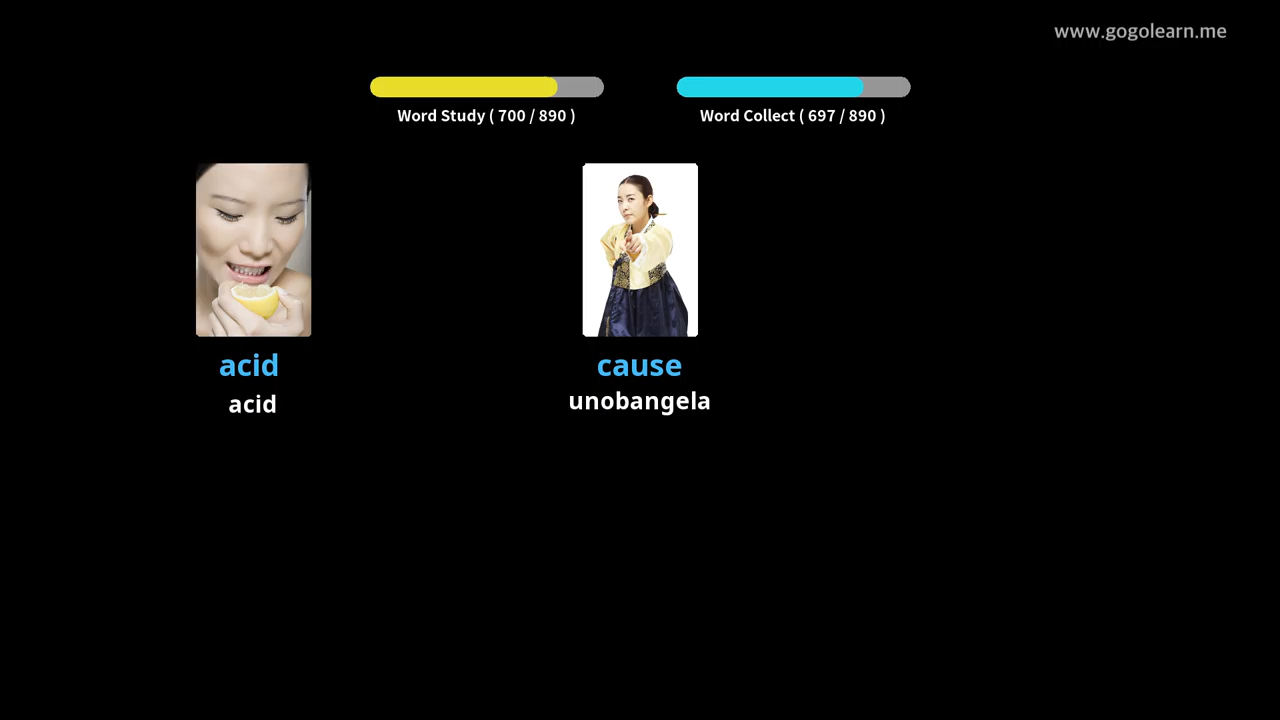 www.gogolearn.me
Word Study ( 700 / 890 )
Word Collect ( 697 / 890 )
acid
acid
cause
unobangela